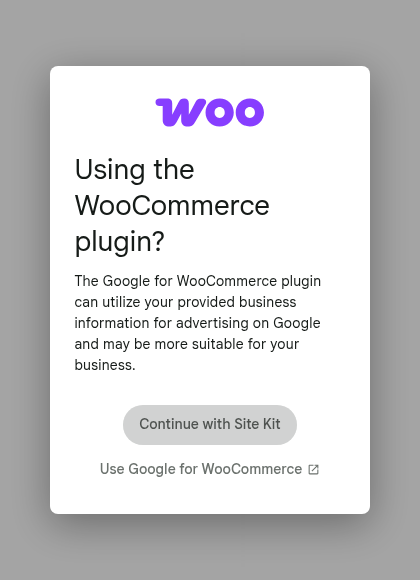 woo
Using the
WooCommerce
plugin?
The Google for WooCommerce plugin
can utilize your provided business
information for advertising on Google
and may be more suitable for your
business.
Continue with Site Kit
Use Google for WooCommerce